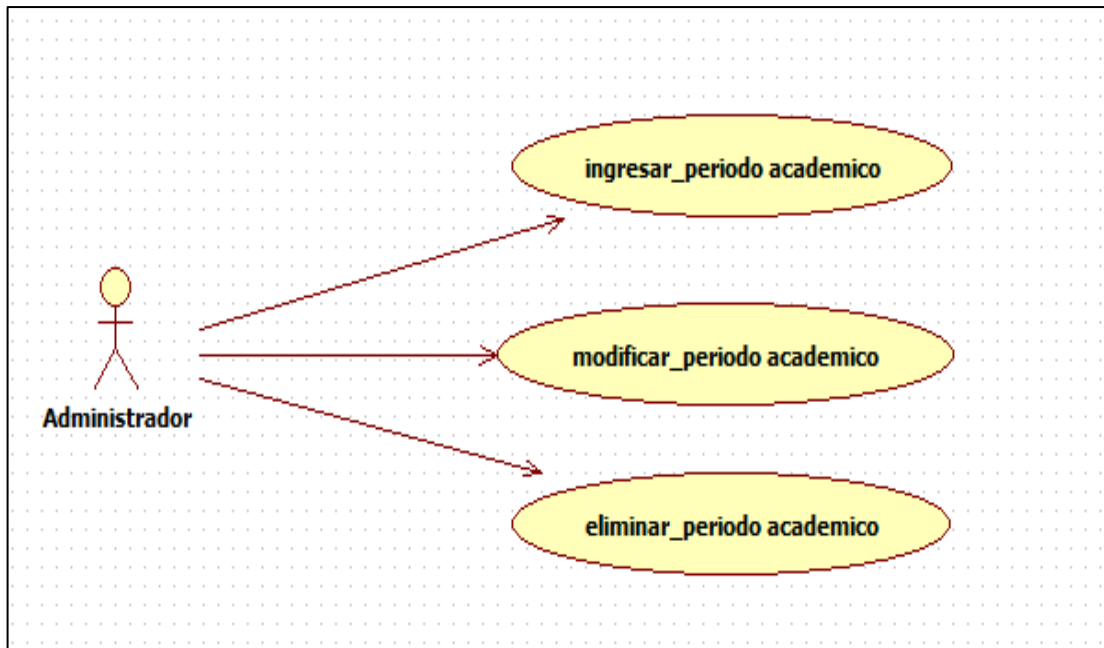 ingresar_periodo academico
modificar_periodo academico
Administrador
eliminar_periodo academico